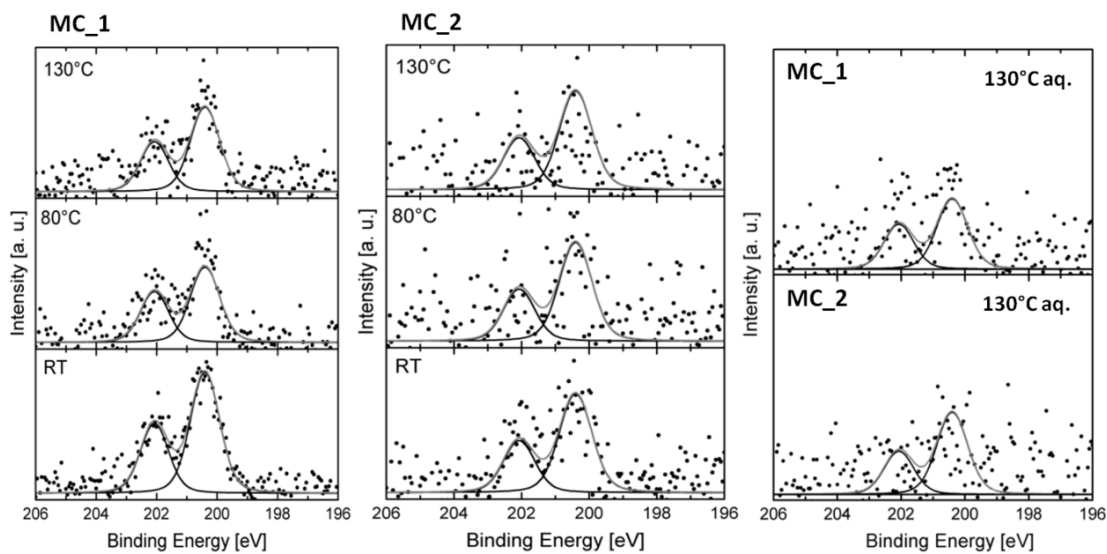 MC_1
130°C
80°C
RT
Intensity [a. u.]
206 204 202 200 198 196
Binding Energy [eV]
MC_2
130°C
80°C
RT
Intensity [a. u.]
206 204 202 200 198 196
Binding Energy [eV]
MC_1
130°C aq.
MC_2
130°C aq.
Intensity [a. u.]
206 204 202 200 198 196
Binding Energy [eV]